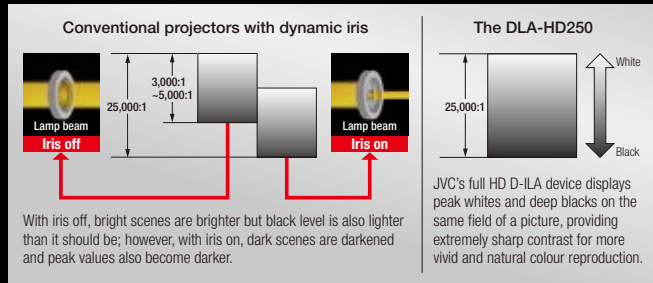 Conventional projectors with dynamic iris
Lamp beam
Iris off
25,000:1
3,000:1
~5,000:1
Lamp beam
Iris on
With iris off, bright scenes are brighter but black level is also lighter
than it should be; however, with iris on, dark scenes are darkened
and peak values also become darker.
The DLA-HD250
25,000:1
White
Black
JVC's full HD D-ILA device displays
peak whites and deep blacks on the
same field of a picture, providing
extremely sharp contrast for more
vivid and natural colour reproduction.